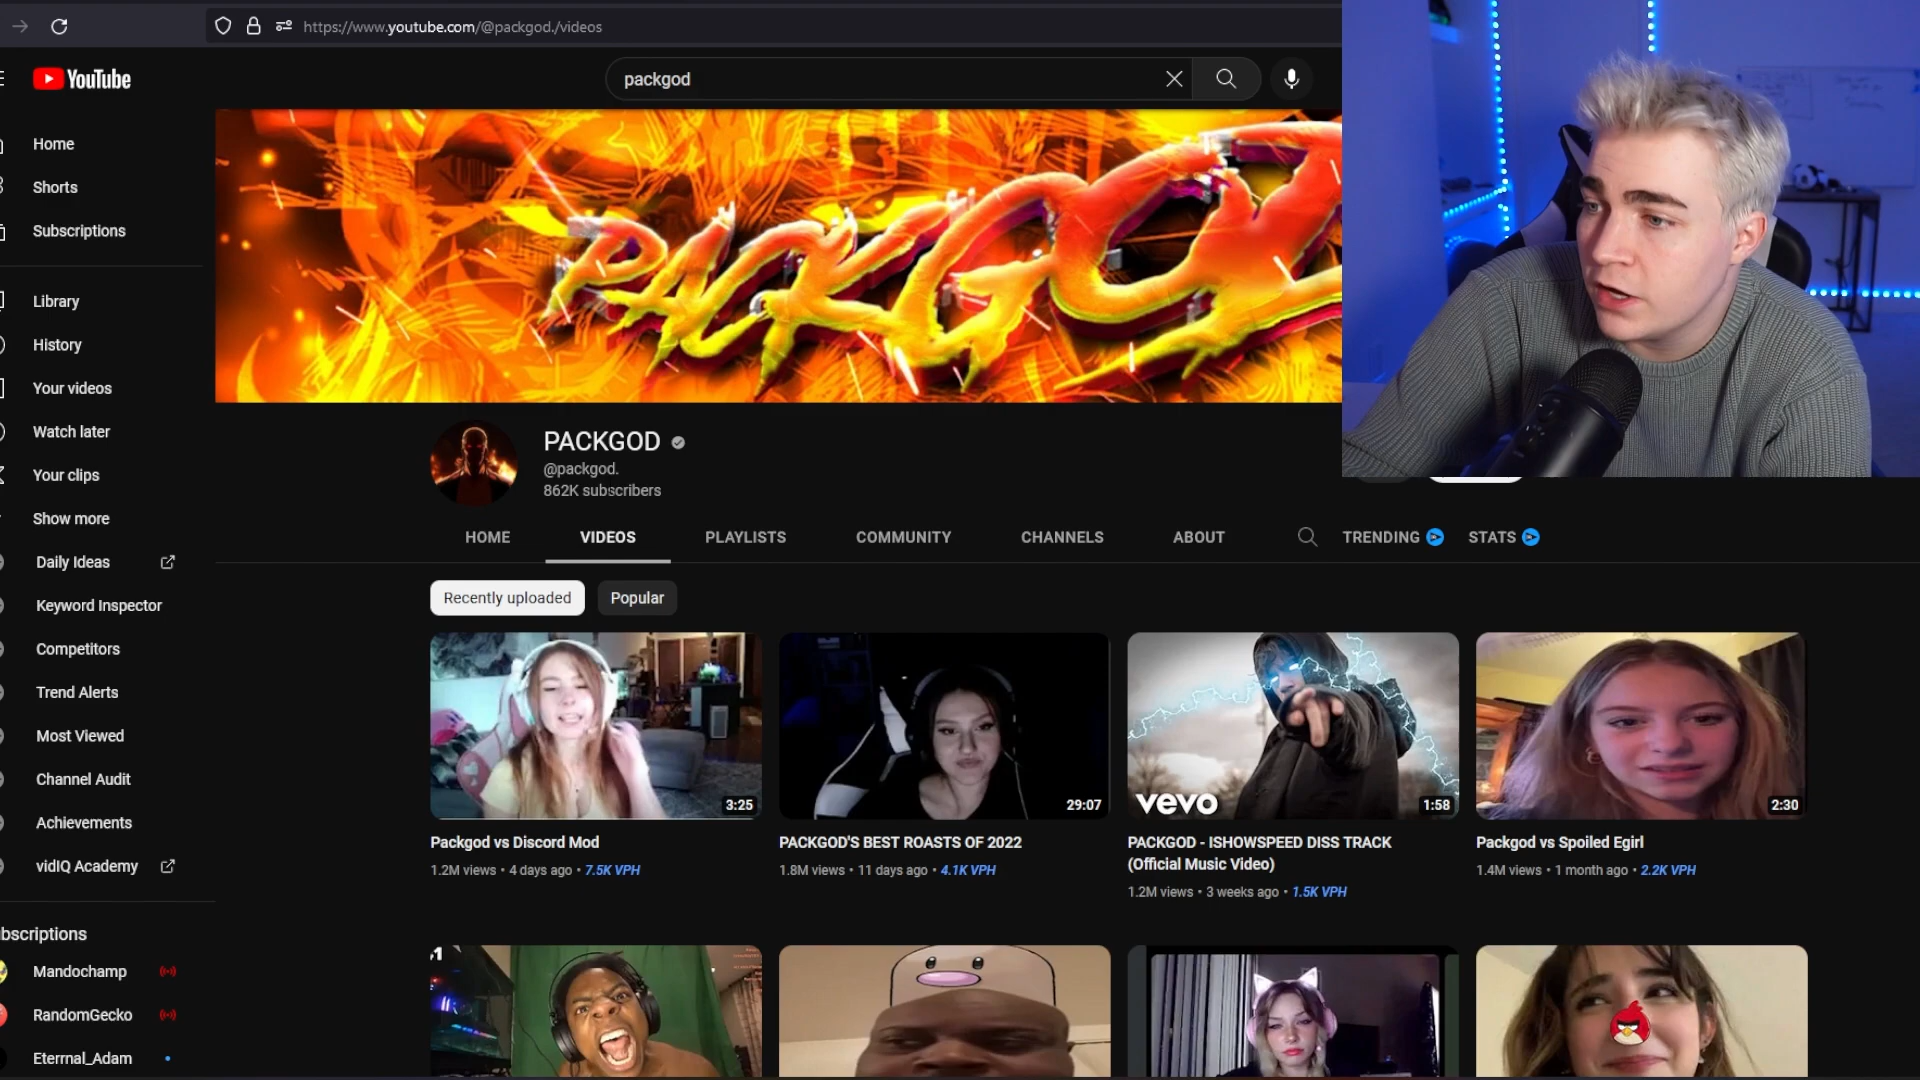 https://www.youtube.com/@packgod./videos
YouTube
packgod
Home
Shorts
Subscriptions
Library
History
Your videos
Watch later
Your clips
Show more
Daily Ideas
Keyword Inspector
Competitors
Trend Alerts
Most Viewed
Channel Audit
Achievements
vidIQ Academy
bscriptions
Mandochamp
RandomGecko
Eterrnal_Adam
PACKGOD
PACKGOD
@packgod.
862K subscribers
HOME VIDEOS PLAYLISTS COMMUNITY CHANNELS ABOUT TRENDING STATS
Recently uploaded Popular
3:25
Packgod vs Discord Mod
1.2M views • 4 days ago • 7.5K VPH
29:07
PACKGOD'S BEST ROASTS OF 2022
1.8M views • 11 days ago • 4.1K VPH
vevo 1:58
PACKGOD - ISHOWSPEED DISS TRACK
(Official Music Video)
1.2M views • 3 weeks ago • 1.5K VPH
2:30
Packgod vs Spoiled Egirl
1.4M views • 1 month ago • 2.2K VPH